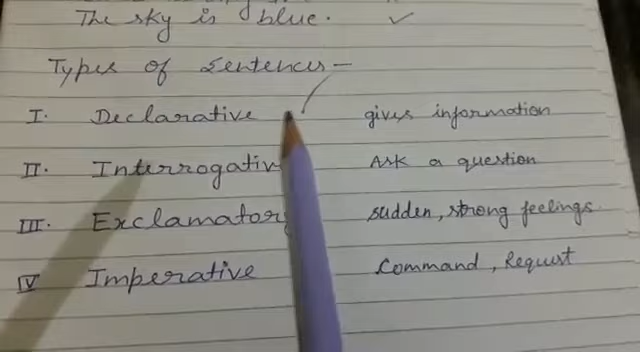 The sky is blue. ✓
Types of Sentences —
I. Declarative gives information
II. Interrogativ Ask a question
III. Exclamatory sudden, strong feelings.
IV Imperative Command, Request